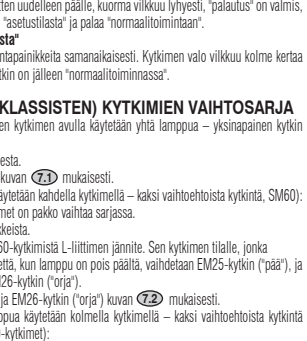 ten uudelleen päälle, kuorma vilkkuu lyhyesti, "palautus" on valmis,
"asetustilasta" ja palaa "normaalitoimintaan".
sta"
ntapainikkeita samanaikaisesti. Kytkimen valo vilkkuu kolme kertaa
tkin on jälleen "normaalitoiminnassa".
(KLASSISTEN) KYTKIMIEN VAIHTOSARJA
en kytkimen avulla käytetään yhtä lamppua – yksinapainen kytkin
esta.
kuvan 7.1 mukaisesti.
äytetään kahdella kytkimellä – kaksi vaihtoehtoista kytkintä, SM60):
met on pakko vaihtaa sarjassa.
keista.
60-kytkimistä L-liittimen jännite. Sen kytkimen tilalle, jonka
että, kun lamppu on pois päältä, vaihdetaan EM25-kytkin ("pää"), ja
M26-kytkin ("orja").
ja EM26-kytkin ("orja") kuvan 7.2 mukaisesti.
ppua käytetään kolmella kytkimellä – kaksi vaihtoehtoista kytkintä
0-kytkimet):